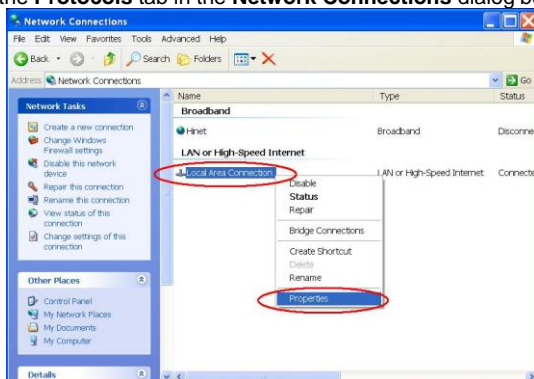 the Protocols tab in the Network Connections dialog b
Network Connections
File Edit View Favorites Tools Advanced Help
Back Search Folders
Address Network Connections Go
Name Type Status
Network Tasks
Create a new connection
Change Windows
Firewall settings
Disable this network
device
Repair this connection
Rename this connection
View status of this
connection
Change settings of this
connection
Other Places
Control Panel
My Network Places
My Documents
My Computer
Details
Broadband
Hinet Broadband Disconne
LAN or High-Speed Internet
Local Area Connection LAN or High-Speed Internet Connecte
Disable
Status
Repair
Bridge Connections
Create Shortcut
Delete
Rename
Properties